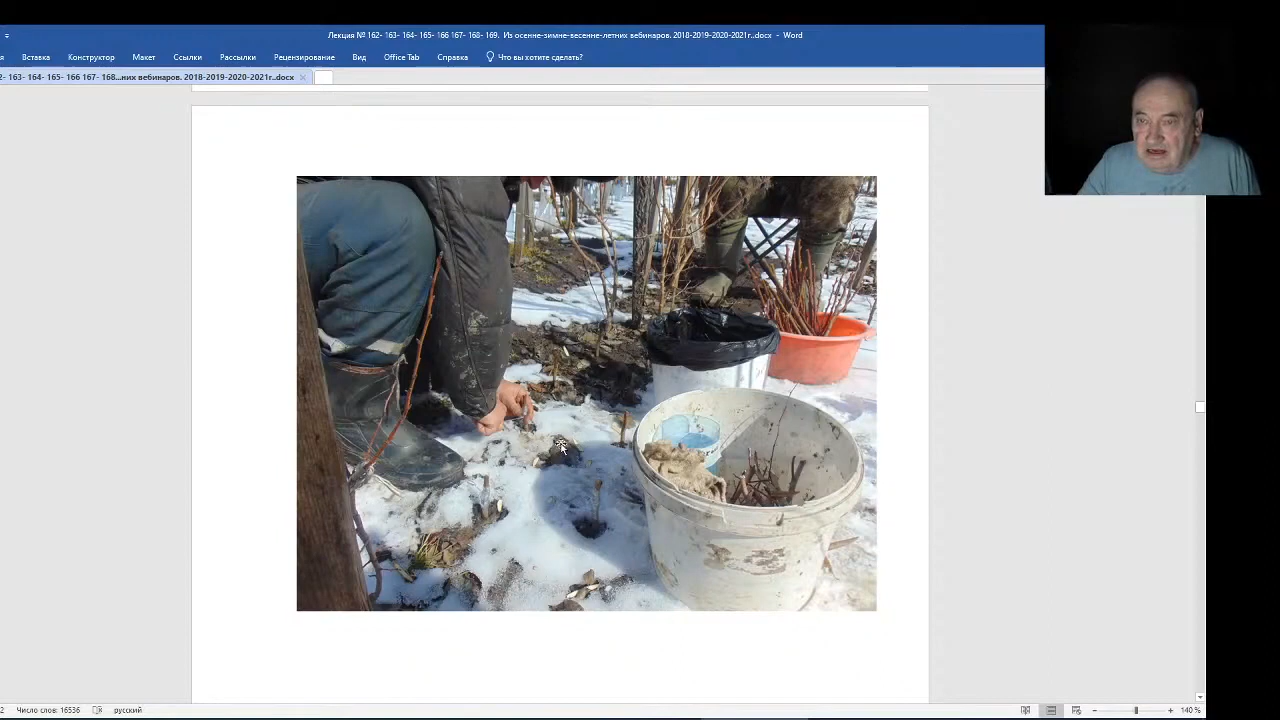 Лекция № 162- 163- 164- 165- 166 167- 168- 169. Из осенне-зимне-весенне-летних вебинаров. 2018-2019-2020-2021г..docx - Word
Вставка Конструктор Макет Ссылки Рассылки Рецензирование Вид Office Tab Справка Что вы хотите сделать?
2- 163- 164- 165- 166 167- 168...них вебинаров. 2018-2019-2020-2021г..docx
2 Число слов: 16536 русский 140 %